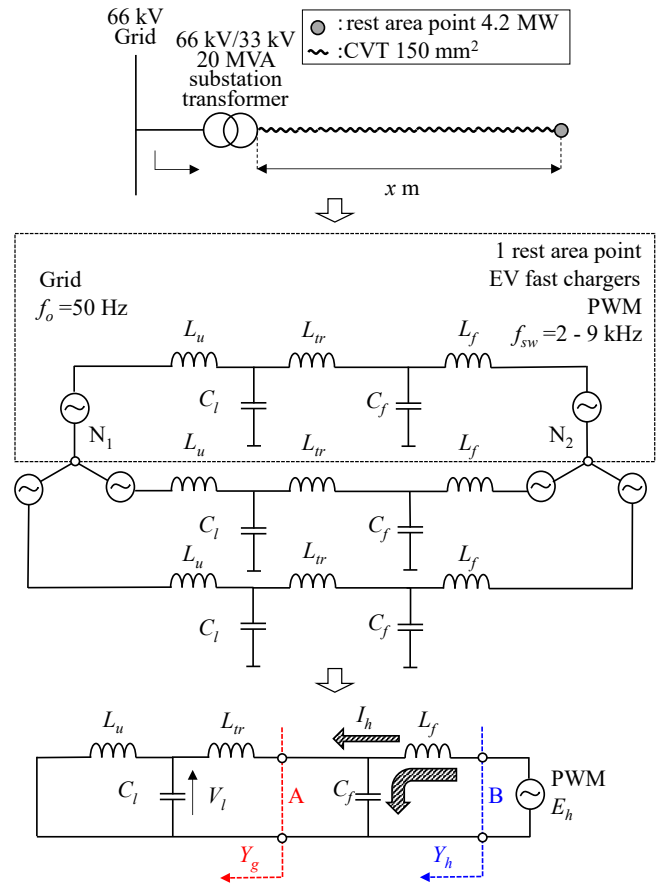 66 kV
Grid
66 kV/33 kV
20 MVA
substation
transformer
:rest area point 4.2 MW
:CVT 150 mm²
x m
Grid
f_o =50 Hz
1 rest area point
EV fast chargers
PWM
f_sw =2 - 9 kHz
L_u L_tr L_f
C_l C_f
N_1 N_2
L_u L_tr L_f
C_l C_f
L_u L_tr L_f
C_l C_f
L_u L_tr I_h L_f
C_l V_l A C_f B PWM
E_h
Y_g Y_h